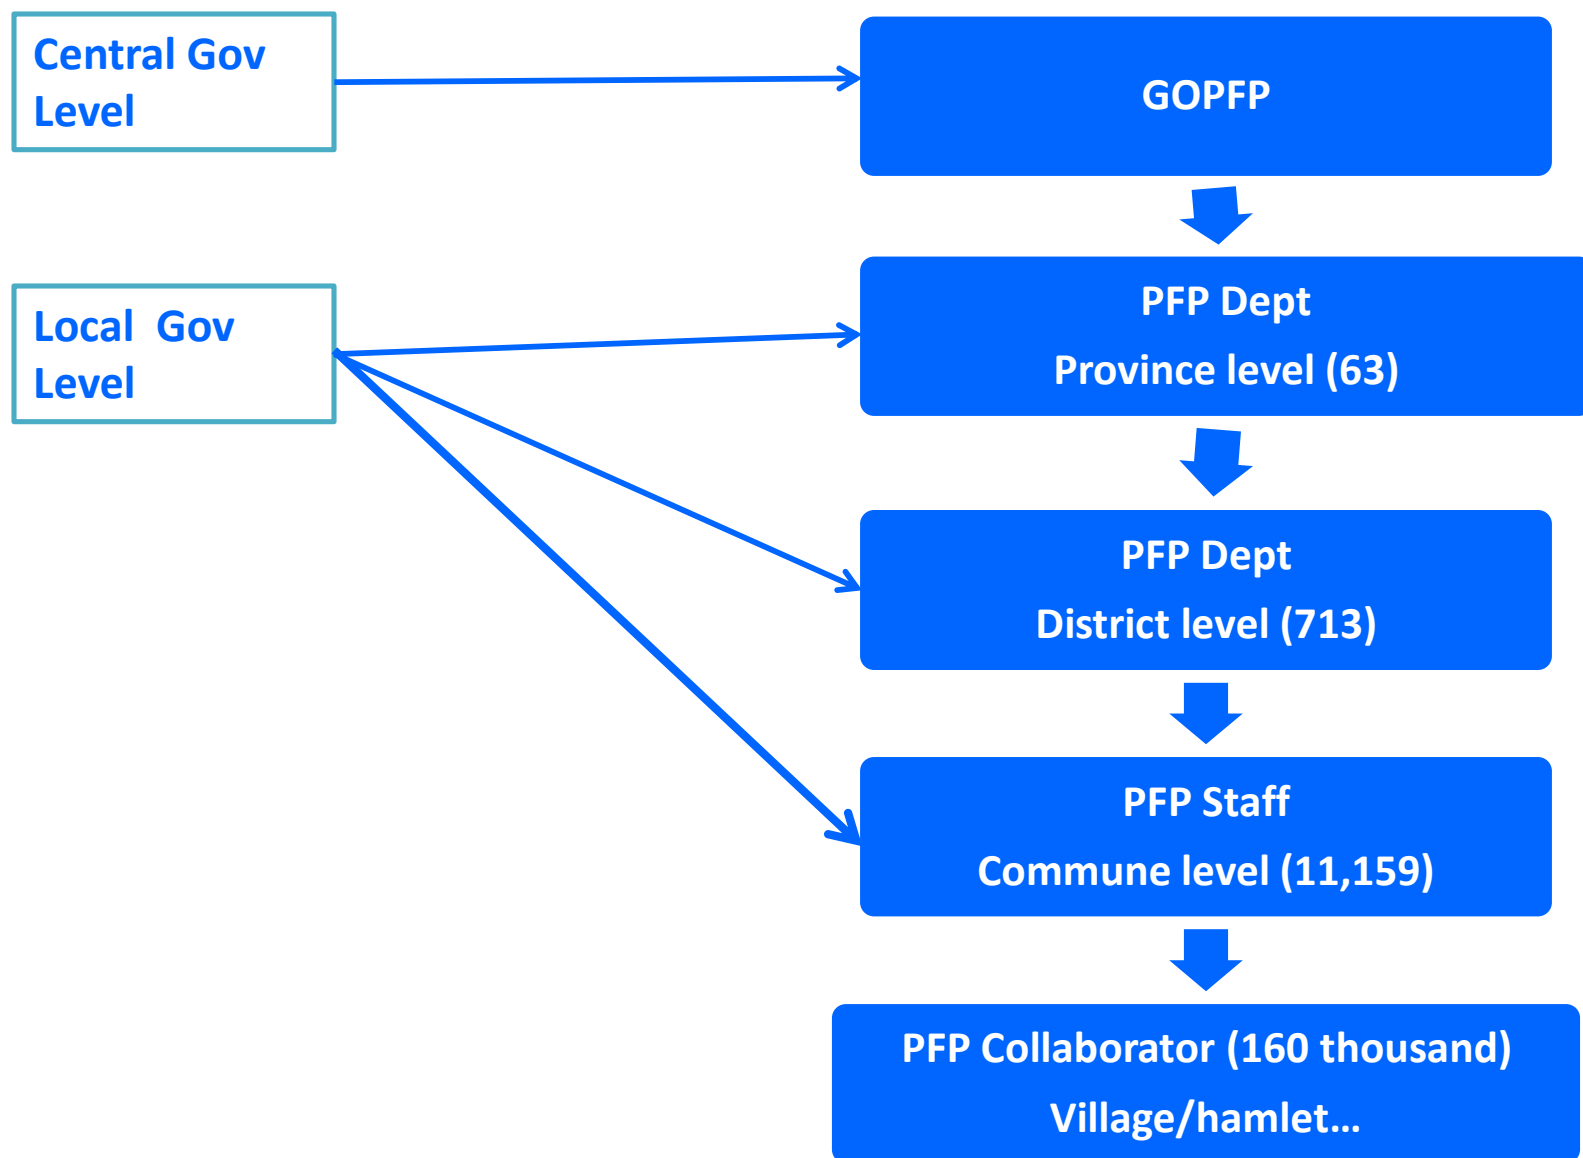 Central Gov
Level
GOPFP
Local  Gov
Level
PFP Dept
Province level (63)
PFP Dept
District level (713)
PFP Staff
Commune level (11,159)
PFP Collaborator (160 thousand)
Village/hamlet...